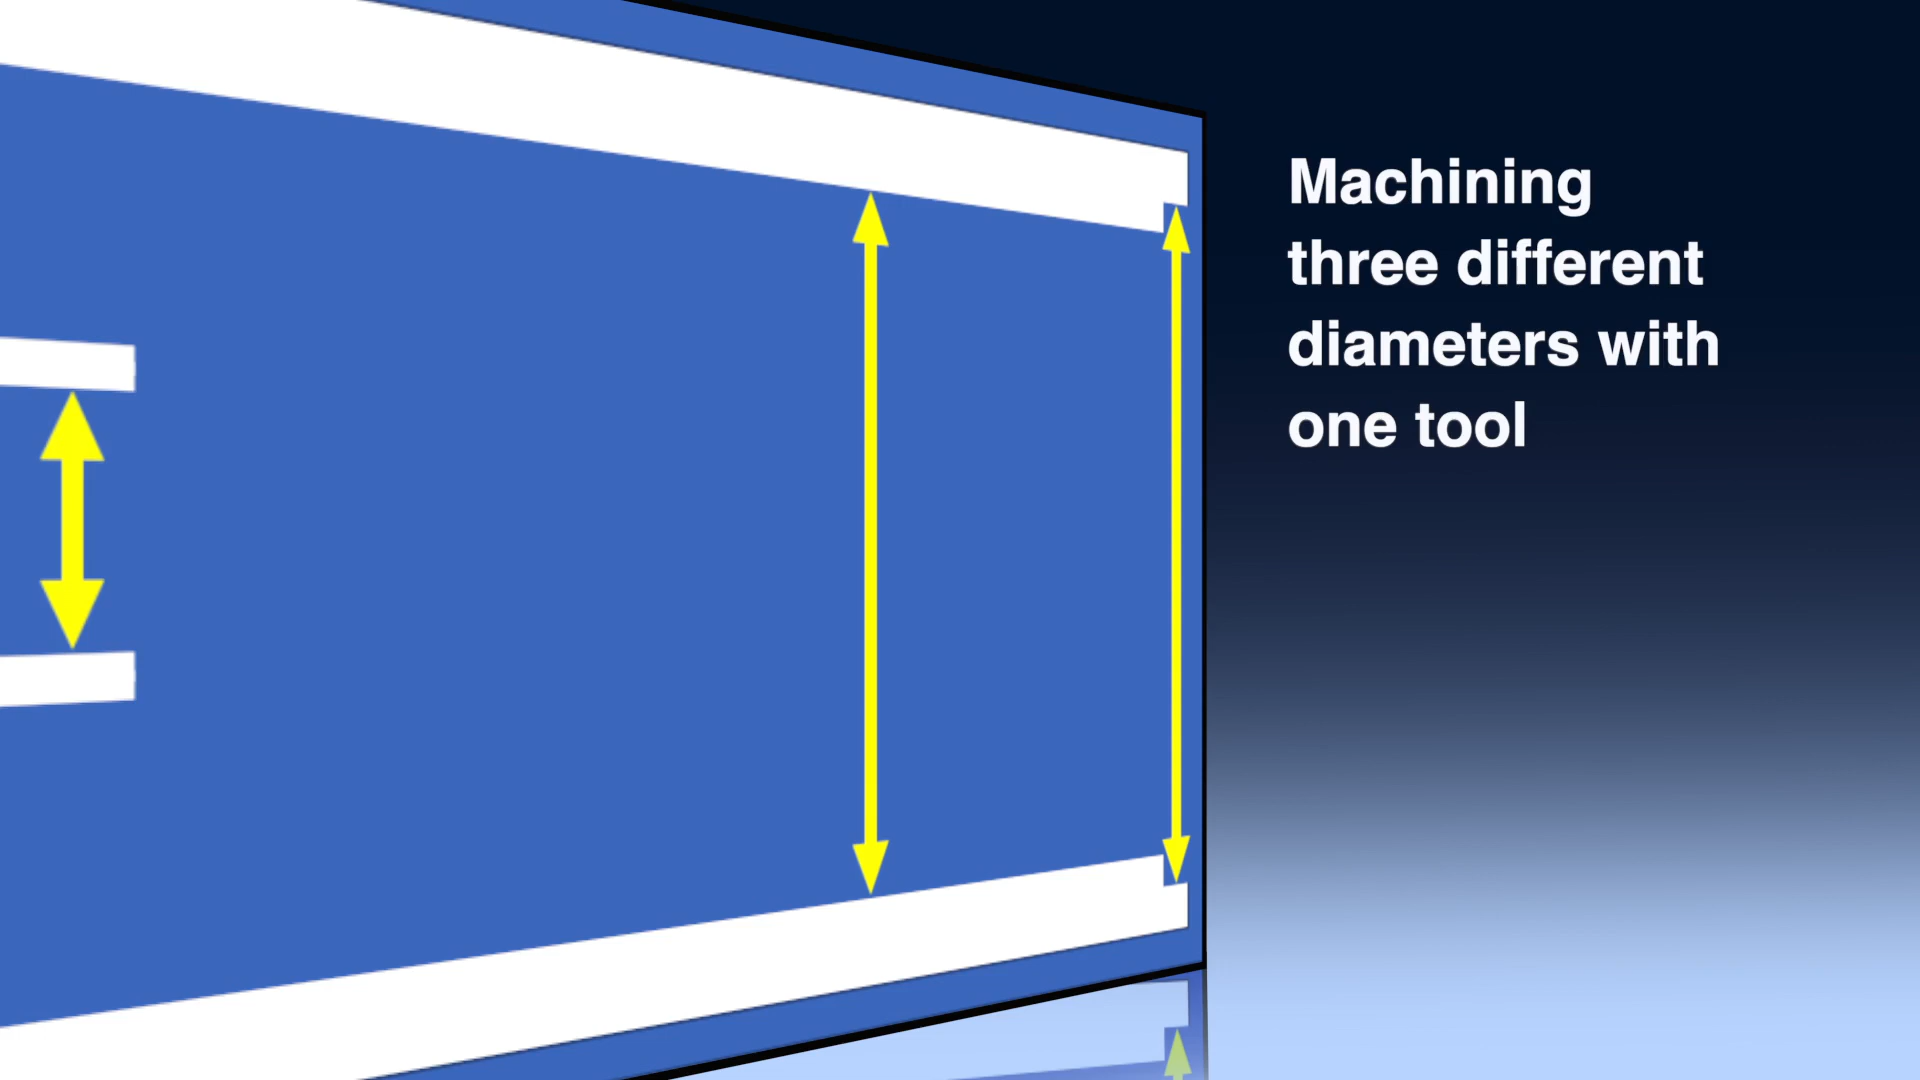 Machining
three different
diameters with
one tool